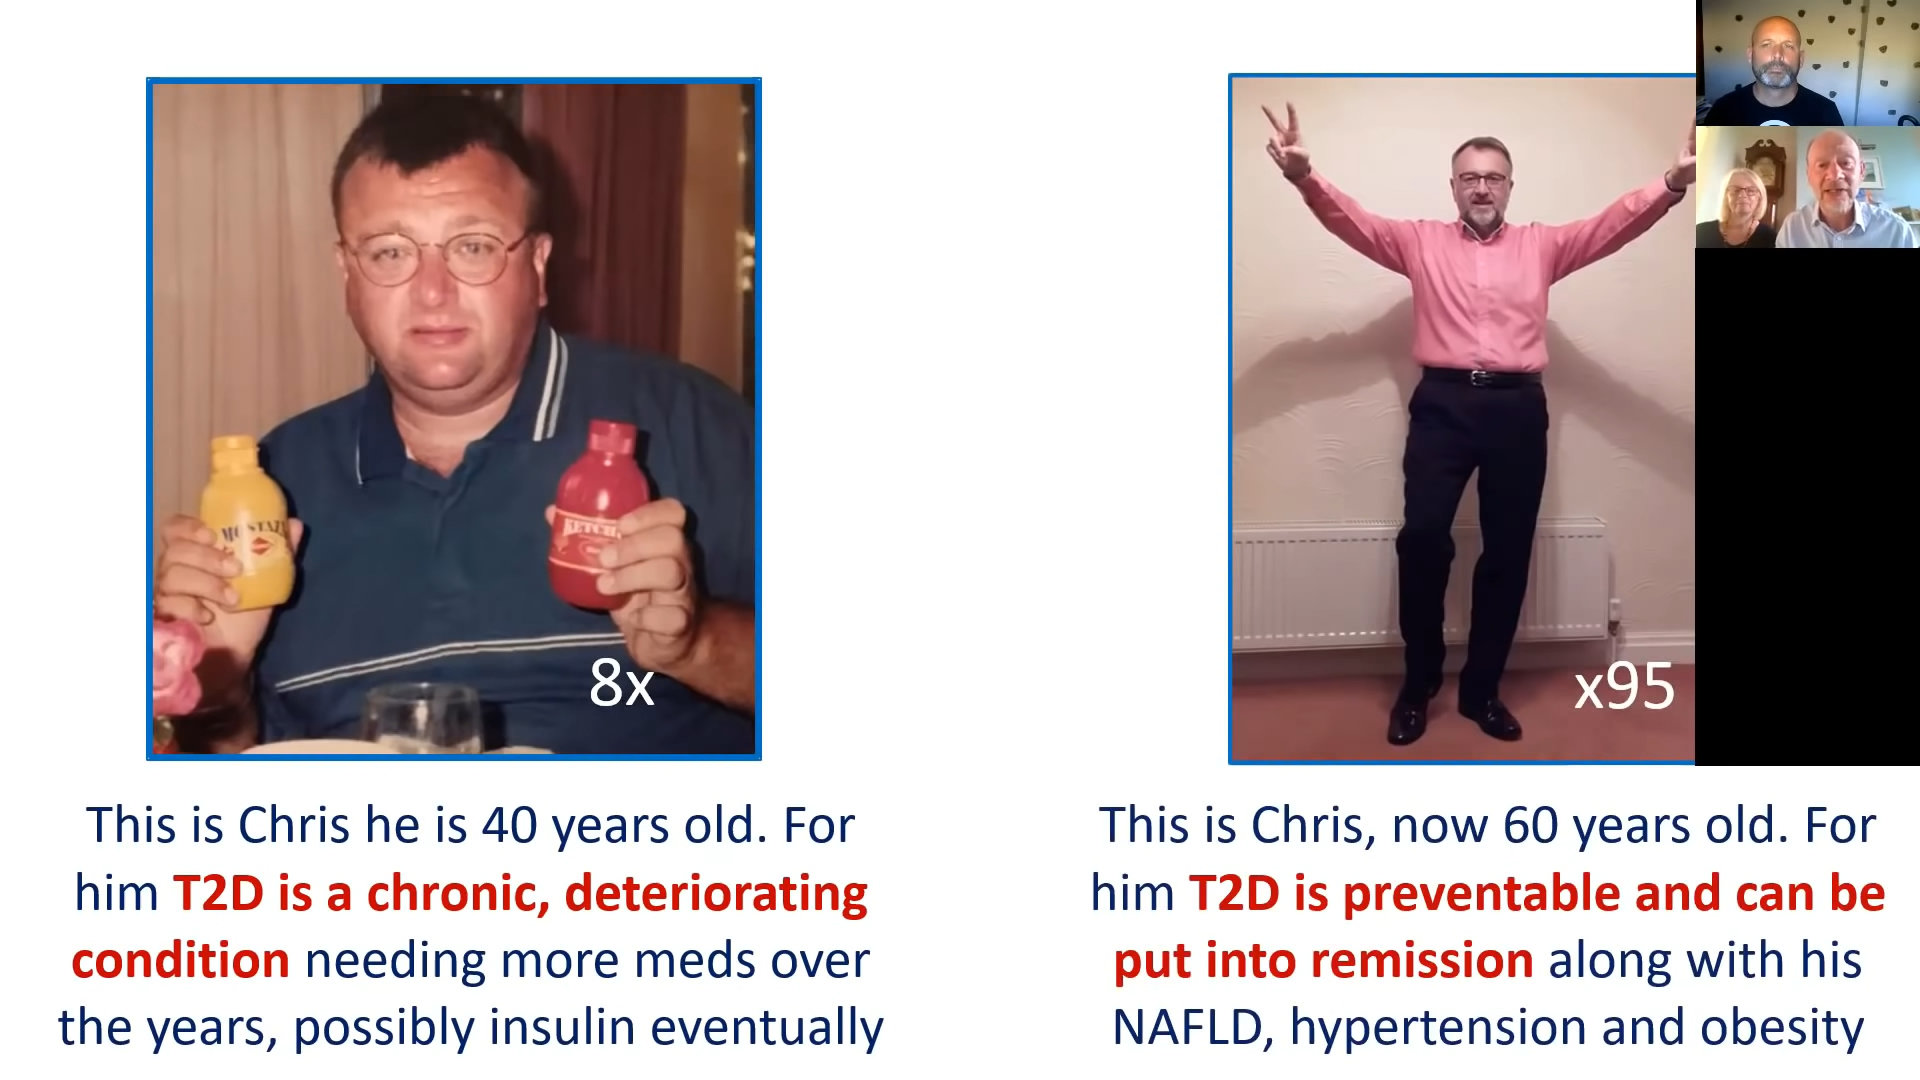 MOSTAZ
KETCH
8x
x95
This is Chris he is 40 years old. For
him T2D is a chronic, deteriorating
condition needing more meds over
the years, possibly insulin eventually
This is Chris, now 60 years old. For
him T2D is preventable and can be
put into remission along with his
NAFLD, hypertension and obesity